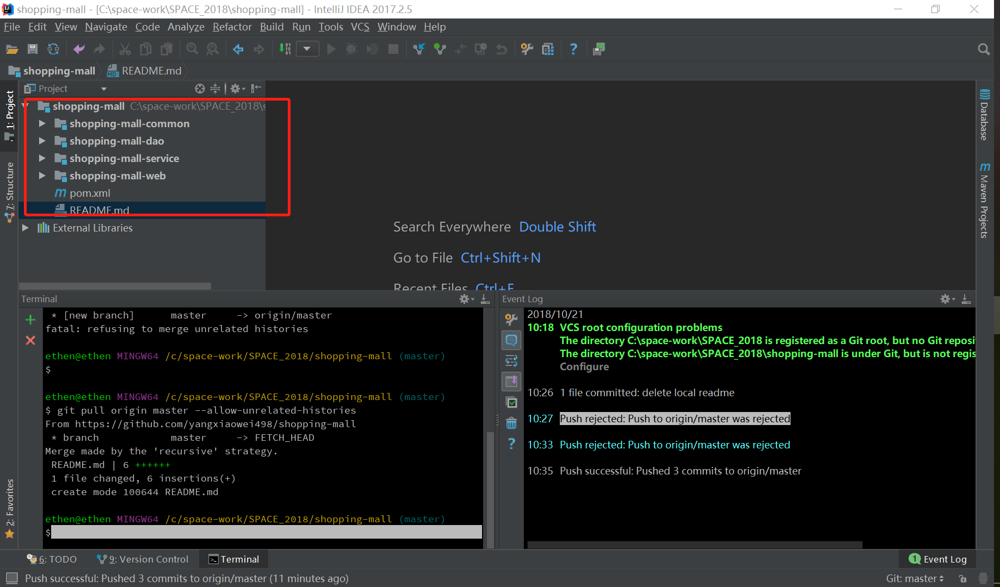 shopping-mall - [C:\space-work\SPACE_2018\shopping-mall] - IntelliJ IDEA 2017.2.5
File Edit View Navigate Code Analyze Refactor Build Run Tools VCS Window Help
shopping-mall README.md
Project
1: Project
7: Structure
2: Favorites
shopping-mall C:\space-work\SPACE_2018\s
shopping-mall-common
shopping-mall-dao
shopping-mall-service
shopping-mall-web
pom.xml
README.md
External Libraries
Search Everywhere Double Shift
Go to File Ctrl+Shift+N
Recent Files Ctrl+E
Database
Maven Projects
Terminal
* [new branch] master -> origin/master
fatal: refusing to merge unrelated histories
ethen@ethen MINGW64 /c/space-work/SPACE_2018/shopping-mall (master)
$
ethen@ethen MINGW64 /c/space-work/SPACE_2018/shopping-mall (master)
$ git pull origin master --allow-unrelated-histories
From https://github.com/yangxiaowei498/shopping-mall
* branch master -> FETCH_HEAD
Merge made by the 'recursive' strategy.
README.md | 6 ++++++
1 file changed, 6 insertions(+)
create mode 100644 README.md
ethen@ethen MINGW64 /c/space-work/SPACE_2018/shopping-mall (master)
$
Event Log
2018/10/21
10:18 VCS root configuration problems
The directory C:\space-work\SPACE_2018 is registered as a Git root, but no Git reposi
The directory C:\space-work\SPACE_2018\shopping-mall is under Git, but is not regis
Configure
10:26 1 file committed: delete local readme
10:27 Push rejected: Push to origin/master was rejected
10:33 Push rejected: Push to origin/master was rejected
10:35 Push successful: Pushed 3 commits to origin/master
6: TODO 9: Version Control Terminal 1 Event Log
Push successful: Pushed 3 commits to origin/master (11 minutes ago) Git: master